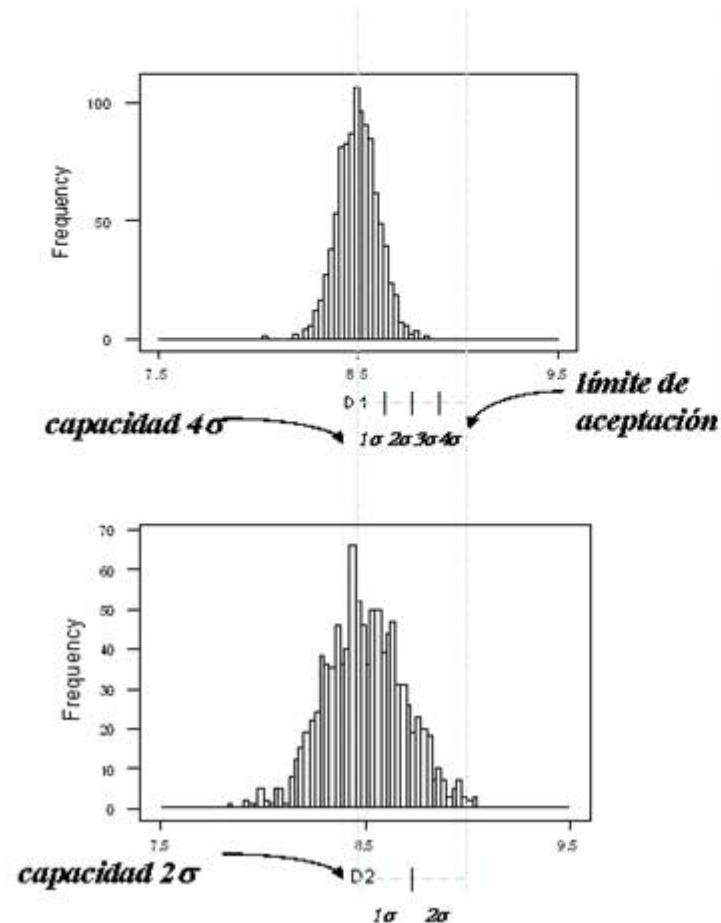 100
50
0
Frequency
7.5
8.5
9.5
D1
límite de
aceptación
capacidad 4σ
1σ 2σ 3σ 4σ
70
60
50
40
30
20
10
0
Frequency
7.5
8.5
9.5
capacidad 2σ
D2
1σ 2σ